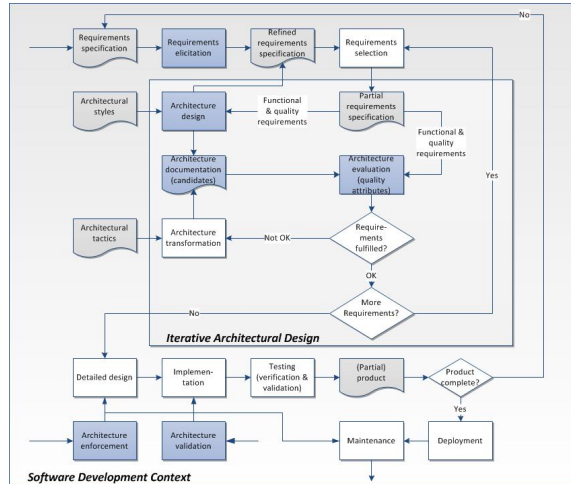 No
Requirements
specification
Requirements
elicitation
Refined
requirements
specification
Requirements
selection
Architectural
styles
Architecture
design
Functional
& quality
requirements
Partial
requirements
specification
Functional &
quality
requirements
Architecture
documentation
(candidates)
Architecture
evaluation
(quality
attributes)
Yes
Architectural
tactics
Architecture
transformation
Not OK
Require-
ments
fulfilled?
OK
No
More
Requirements?
Iterative Architectural Design
Detailed design
Implemen-
tation
Testing
(verification &
validation)
(Partial)
product
Product
complete?
Yes
Architecture
enforcement
Architecture
validation
Maintenance
Deployment
Software Development Context